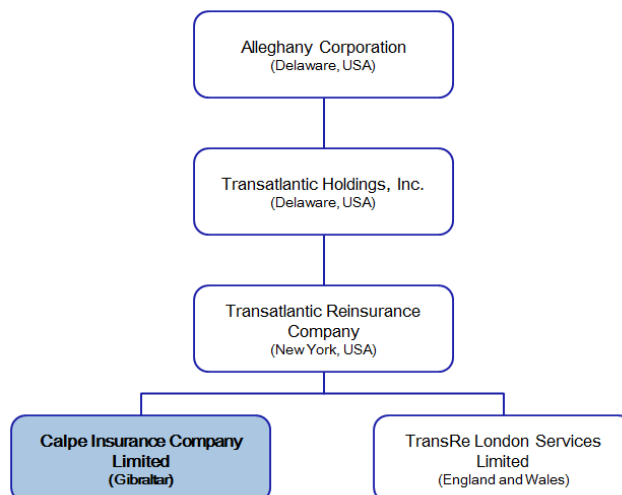 Alleghany Corporation
(Delaware, USA)
Transatlantic Holdings, Inc.
(Delaware, USA)
Transatlantic Reinsurance
Company
(New York, USA)
Calpe Insurance Company
Limited
(Gibraltar)
TransRe London Services
Limited
(England and Wales)